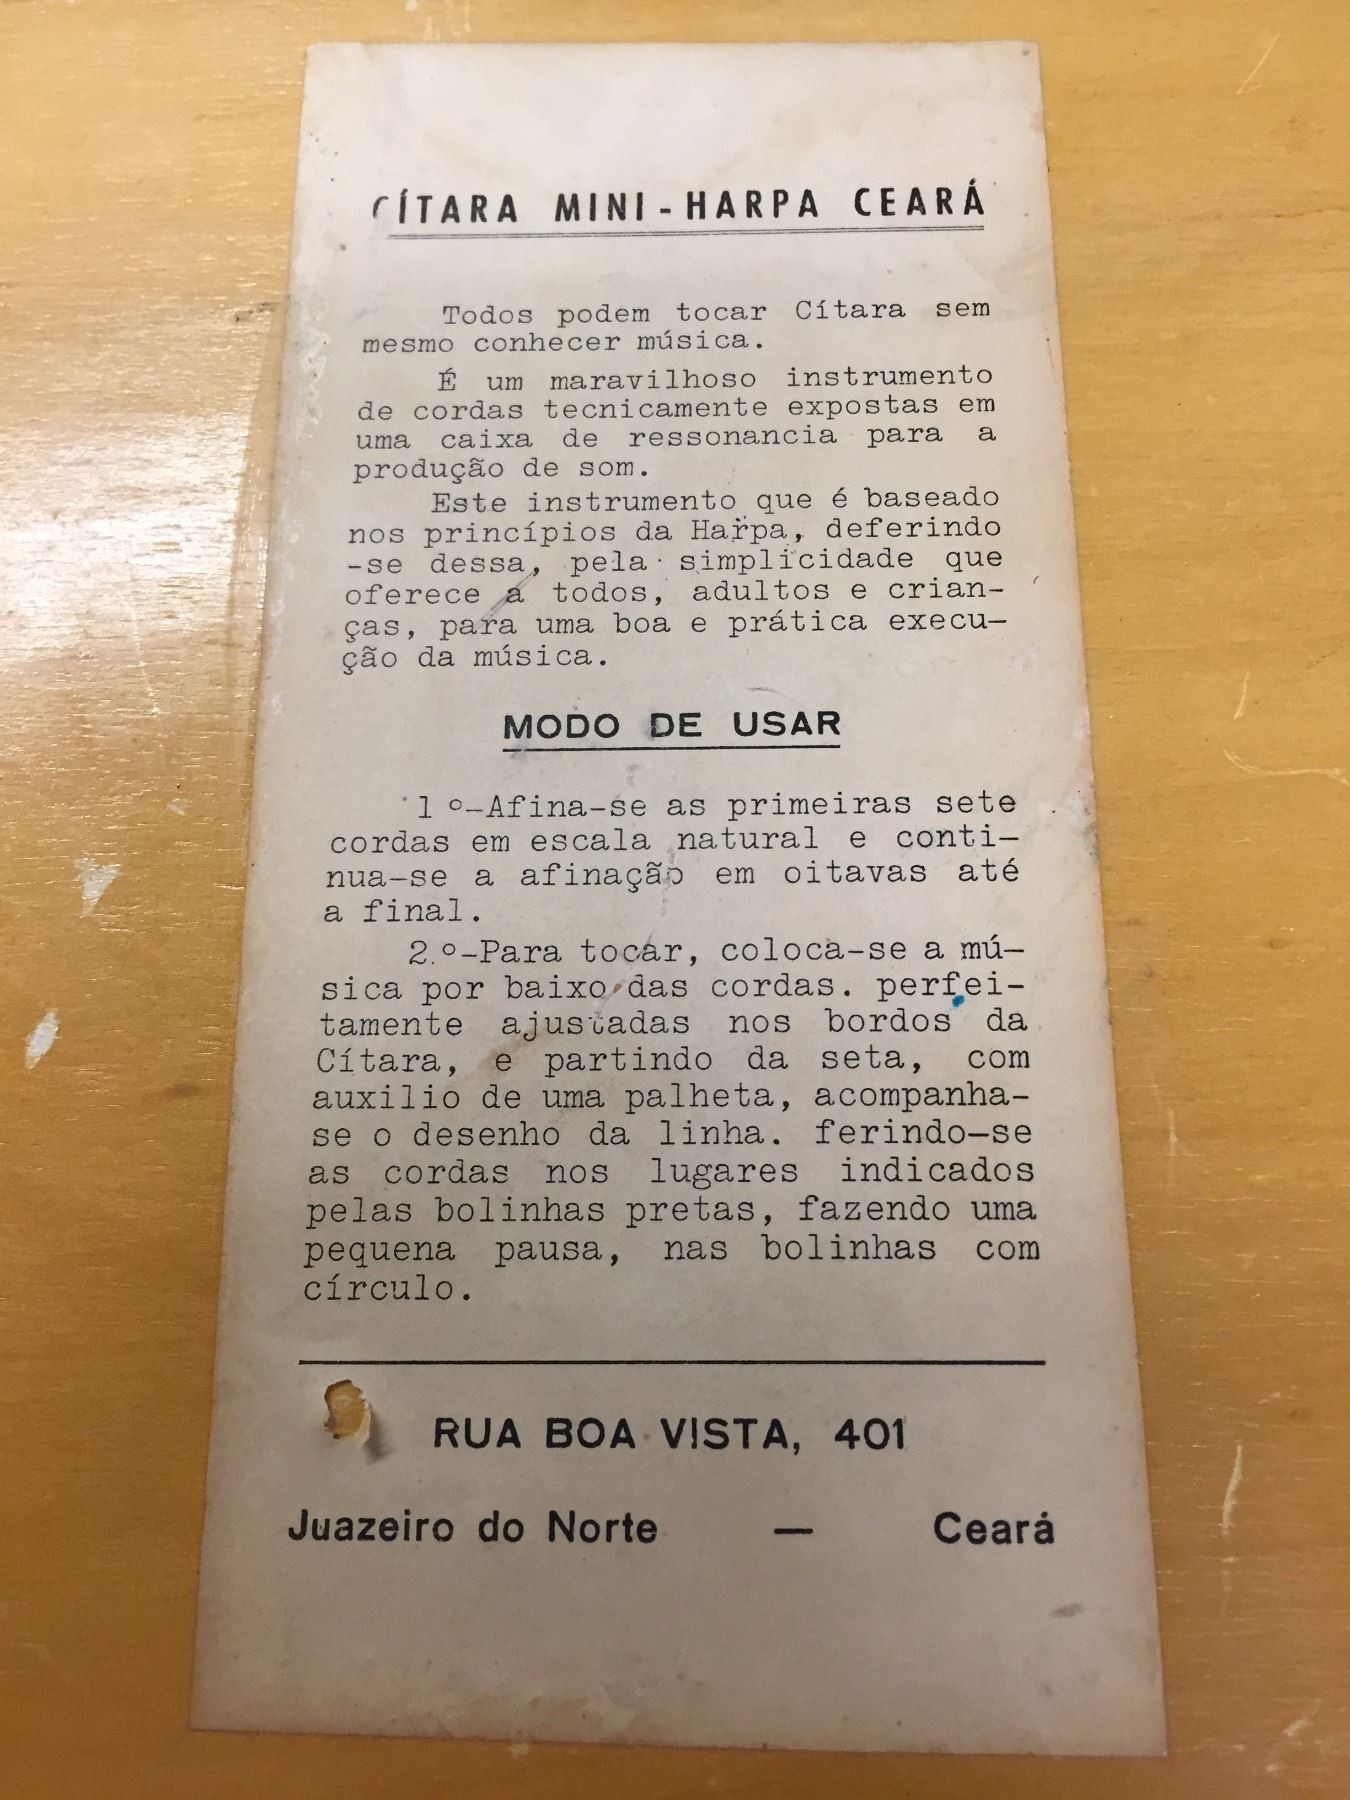 CÍTARA MINI-HARPA CEARÁ
Todos podem tocar Cítara sem
mesmo conhecer música.
É um maravilhoso instrumento
de cordas tecnicamente expostas em
uma caixa de ressonancia para a
produção de som.
Este instrumento que é baseado
nos princípios da Harpa, deferindo
-se dessa, pela simplicidade que
oferece a todos, adultos e crian-
ças, para uma boa e prática execu-
ção da música.
MODO DE USAR
1º-Afina-se as primeiras sete
cordas em escala natural e conti-
nua-se a afinação em oitavas até
a final.
2.º-Para tocar, coloca-se a mú-
sica por baixo das cordas. perfei-
tamente ajustadas nos bordos da
Cítara, e partindo da seta, com
auxilio de uma palheta, acompanha-
se o desenho da linha. ferindo-se
as cordas nos lugares indicados
pelas bolinhas pretas, fazendo uma
pequena pausa, nas bolinhas com
círculo.
RUA BOA VISTA, 401
Juazeiro do Norte — Ceará